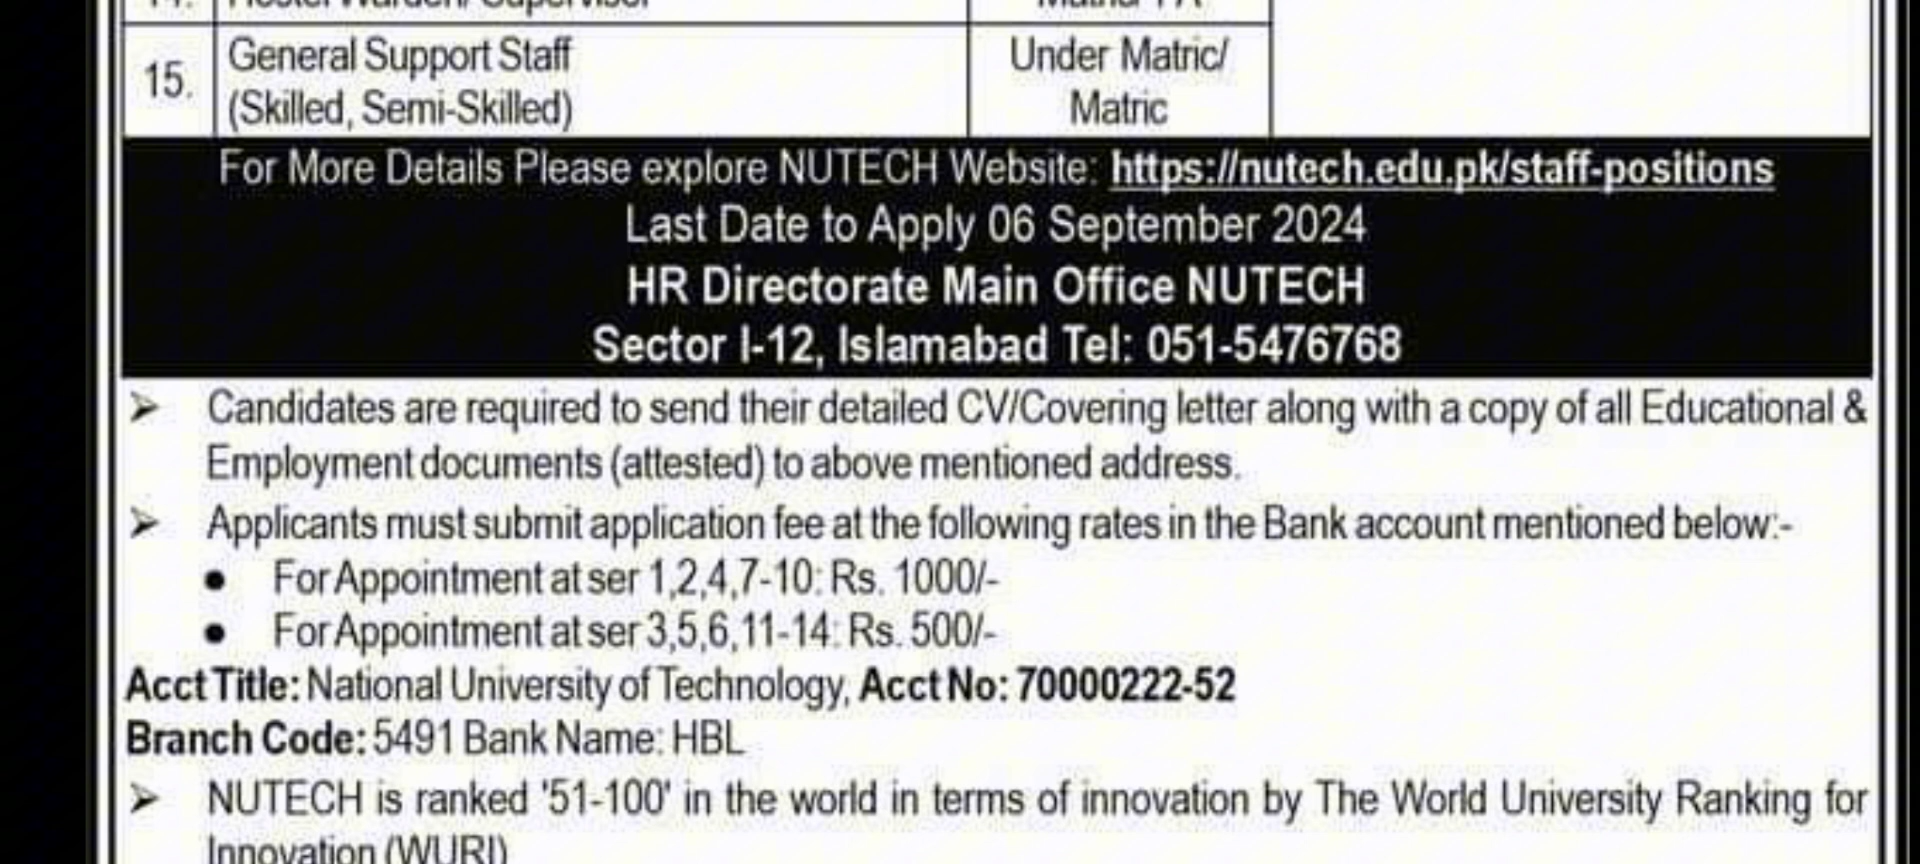 14. Hostel Warden/ Supervisor
15. General Support Staff
(Skilled, Semi-Skilled)
Under Matric/
Matric
For More Details Please explore NUTECH Website: https://nutech.edu.pk/staff-positions
Last Date to Apply 06 September 2024
HR Directorate Main Office NUTECH
Sector I-12, Islamabad Tel: 051-5476768
➢ Candidates are required to send their detailed CV/Covering letter along with a copy of all Educational &
Employment documents (attested) to above mentioned address.
➢ Applicants must submit application fee at the following rates in the Bank account mentioned below:-
● For Appointment at ser 1,2,4,7-10: Rs. 1000/-
● For Appointment at ser 3,5,6,11-14: Rs. 500/-
Acct Title: National University of Technology, Acct No: 70000222-52
Branch Code: 5491 Bank Name: HBL
➢ NUTECH is ranked '51-100' in the world in terms of innovation by The World University Ranking for
Innovation (WURI)